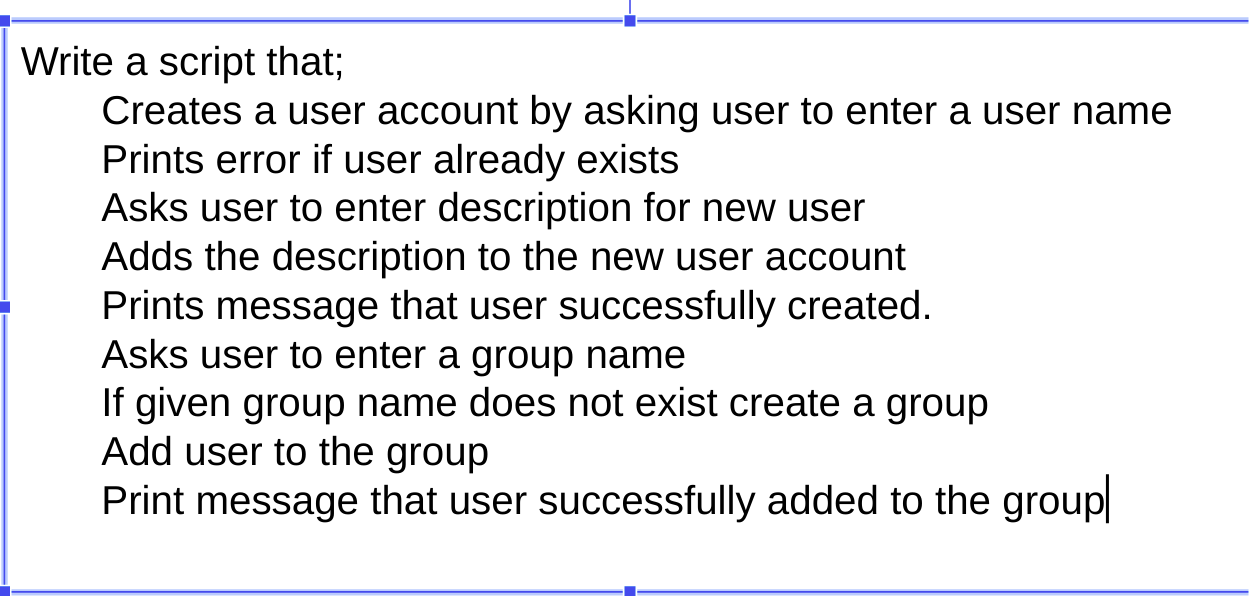 Write a script that;
Creates a user account by asking user to enter a user name
Prints error if user already exists
Asks user to enter description for new user
Adds the description to the new user account
Prints message that user successfully created.
Asks user to enter a group name
If given group name does not exist create a group
Add user to the group
Print message that user successfully added to the group